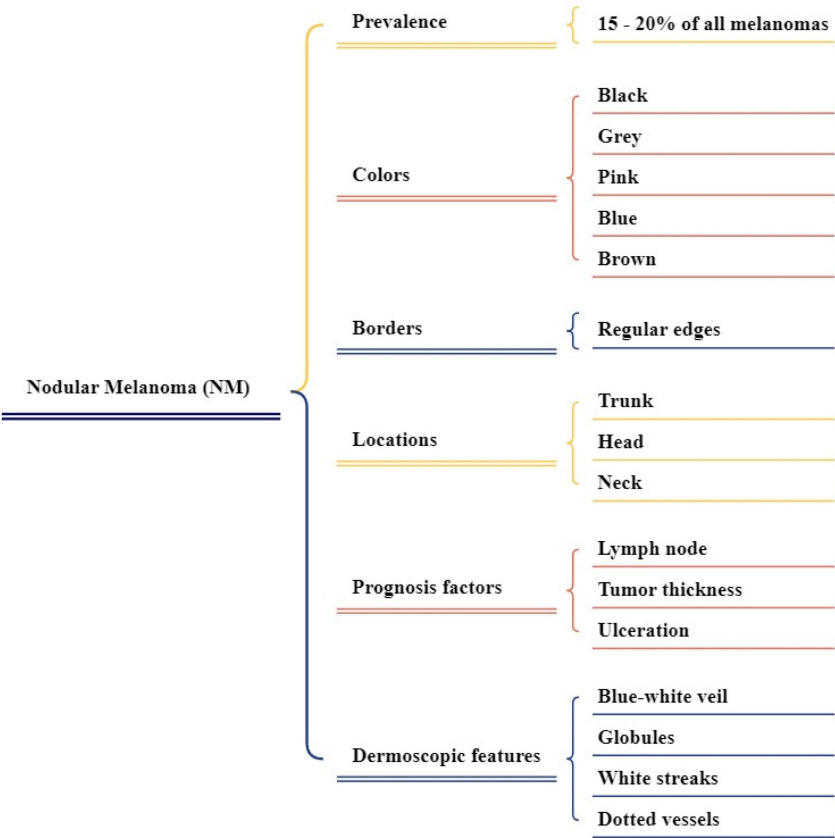 Nodular Melanoma (NM)
Prevalence
15 - 20% of all melanomas
Colors
Black
Grey
Pink
Blue
Brown
Borders
Regular edges
Locations
Trunk
Head
Neck
Prognosis factors
Lymph node
Tumor thickness
Ulceration
Dermoscopic features
Blue-white veil
Globules
White streaks
Dotted vessels